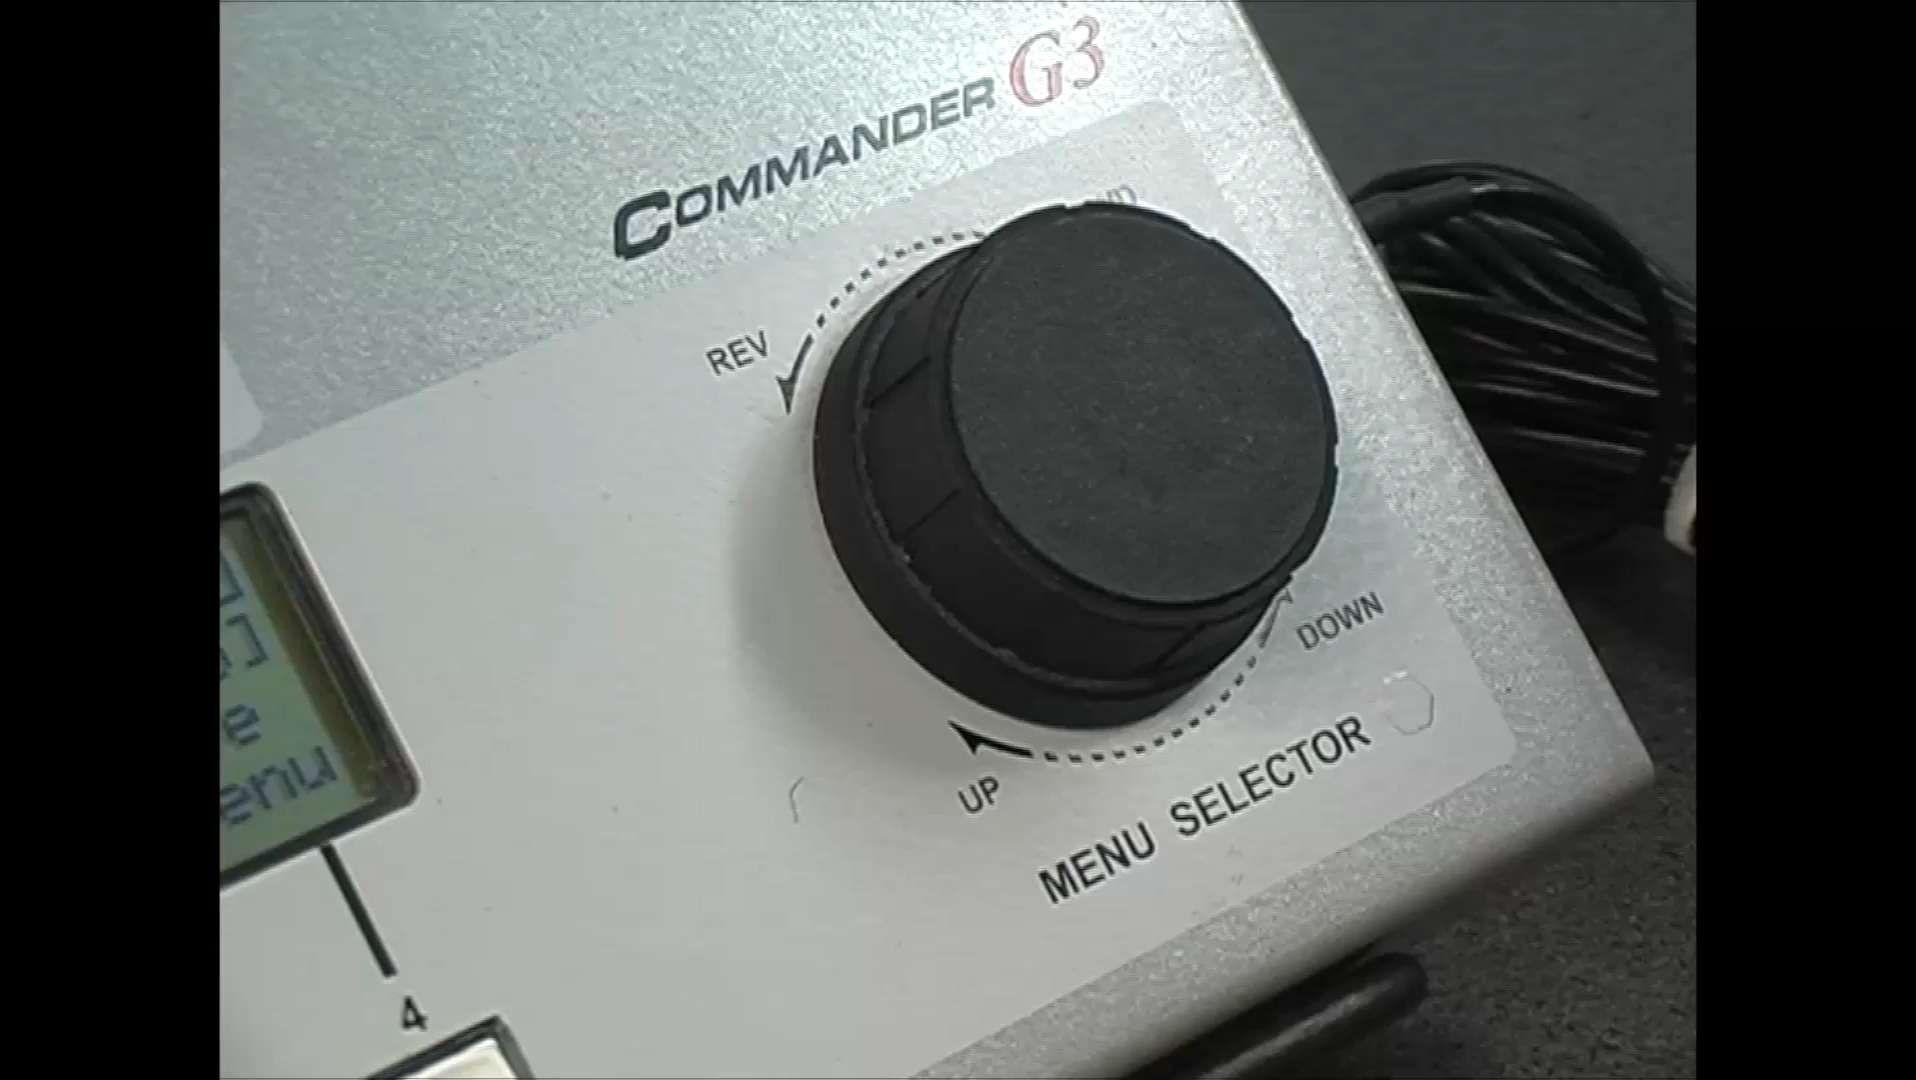 COMMANDER G3
REV
DOWN
UP
MENU SELECTOR
4